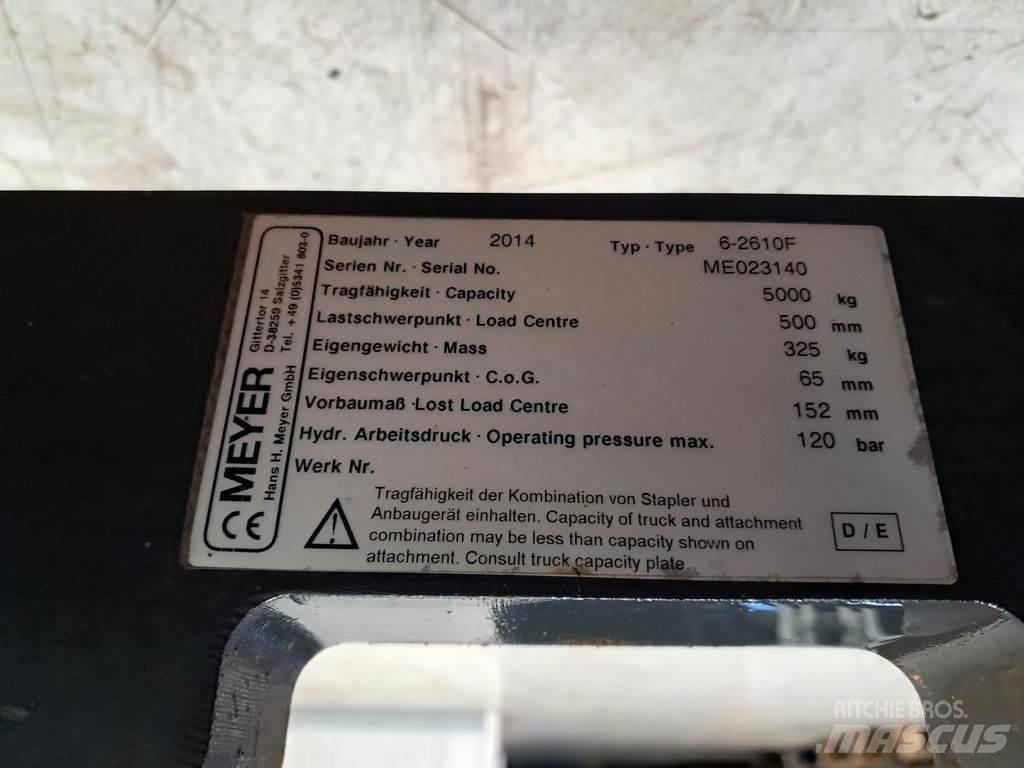 MEYER
Hans H. Meyer GmbH
Gittertor 14
D-38259 Salzgitter
Tel. +49 (0)5341 803-0
CE
Baujahr · Year 2014 Typ · Type 6-2610F
Serien Nr. · Serial No. ME023140
Tragfähigkeit · Capacity 5000 kg
Lastschwerpunkt · Load Centre 500 mm
Eigengewicht · Mass 325 kg
Eigenschwerpunkt · C.o.G. 65 mm
Vorbaumaß · Lost Load Centre 152 mm
Hydr. Arbeitsdruck · Operating pressure max. 120 bar
Werk Nr.
Tragfähigkeit der Kombination von Stapler und
Anbaugerät einhalten. Capacity of truck and attachment
combination may be less than capacity shown on
attachment. Consult truck capacity plate.
D / E
RITCHIE BROS.
MASCUS